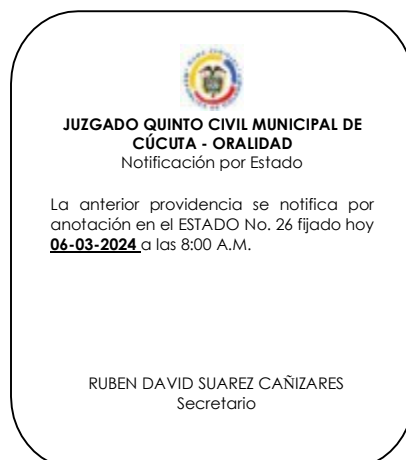 JUZGADO QUINTO CIVIL MUNICIPAL DE
CÚCUTA - ORALIDAD
Notificación por Estado
La anterior providencia se notifica por
anotación en el ESTADO No. 26 fijado hoy
06-03-2024 a las 8:00 A.M.
RUBEN DAVID SUAREZ CAÑIZARES
Secretario